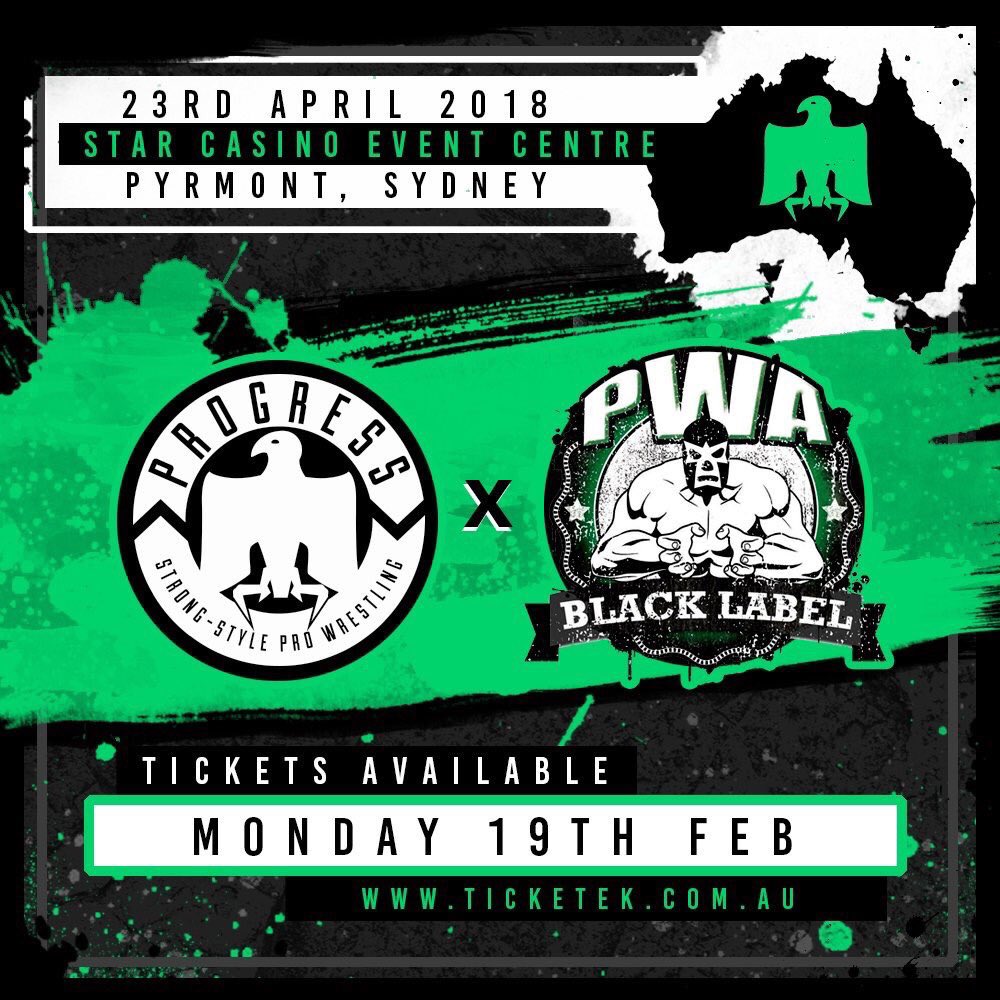 23RD APRIL 2018
STAR CASINO EVENT CENTRE
PYRMONT, SYDNEY
PROGRESS
STRONG-STYLE PRO WRESTLING
X
PWA
BLACK LABEL
TICKETS AVAILABLE
MONDAY 19TH FEB
WWW.TICKETEK.COM.AU